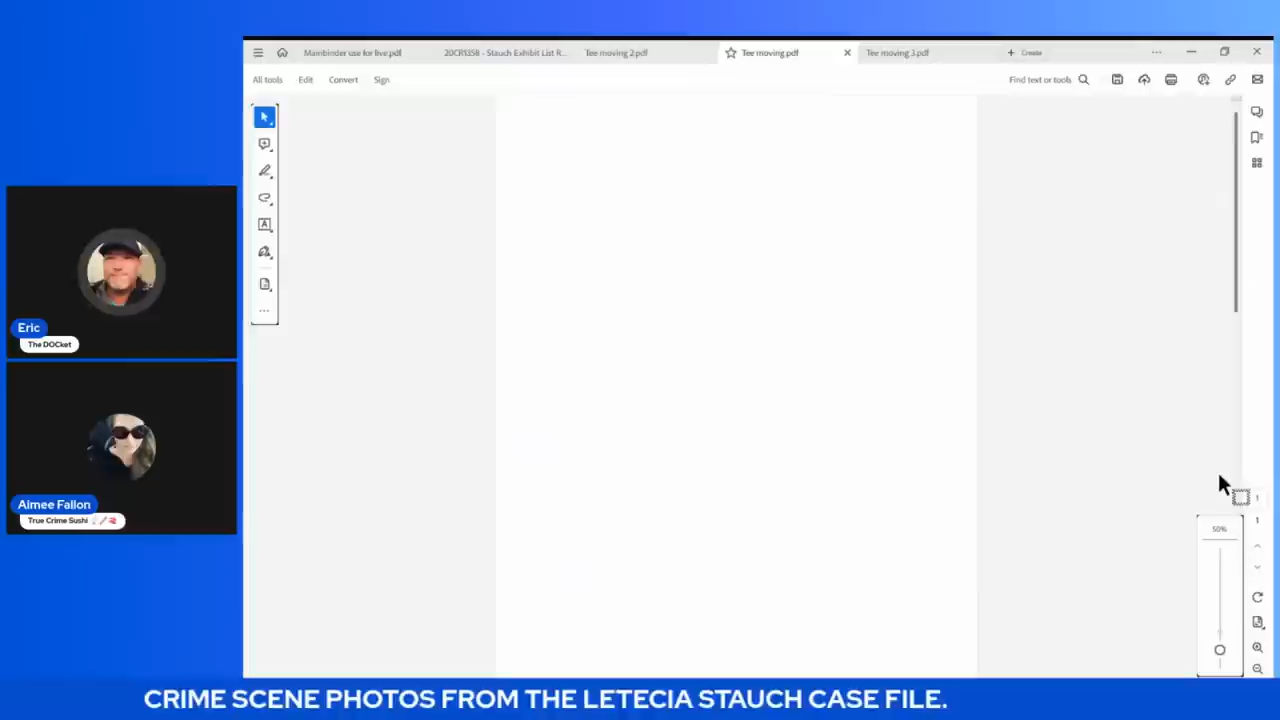 Mainbinder use for live.pdf
20CR1358 - Stauch Exhibit List R...
Tee moving 2.pdf
Tee moving.pdf
Tee moving 3.pdf
Create
All tools
Edit
Convert
Sign
Find text or tools
Eric
The DOCket
Aimee Fallon
True Crime Sushi
1
50%
1
CRIME SCENE PHOTOS FROM THE LETECIA STAUCH CASE FILE.